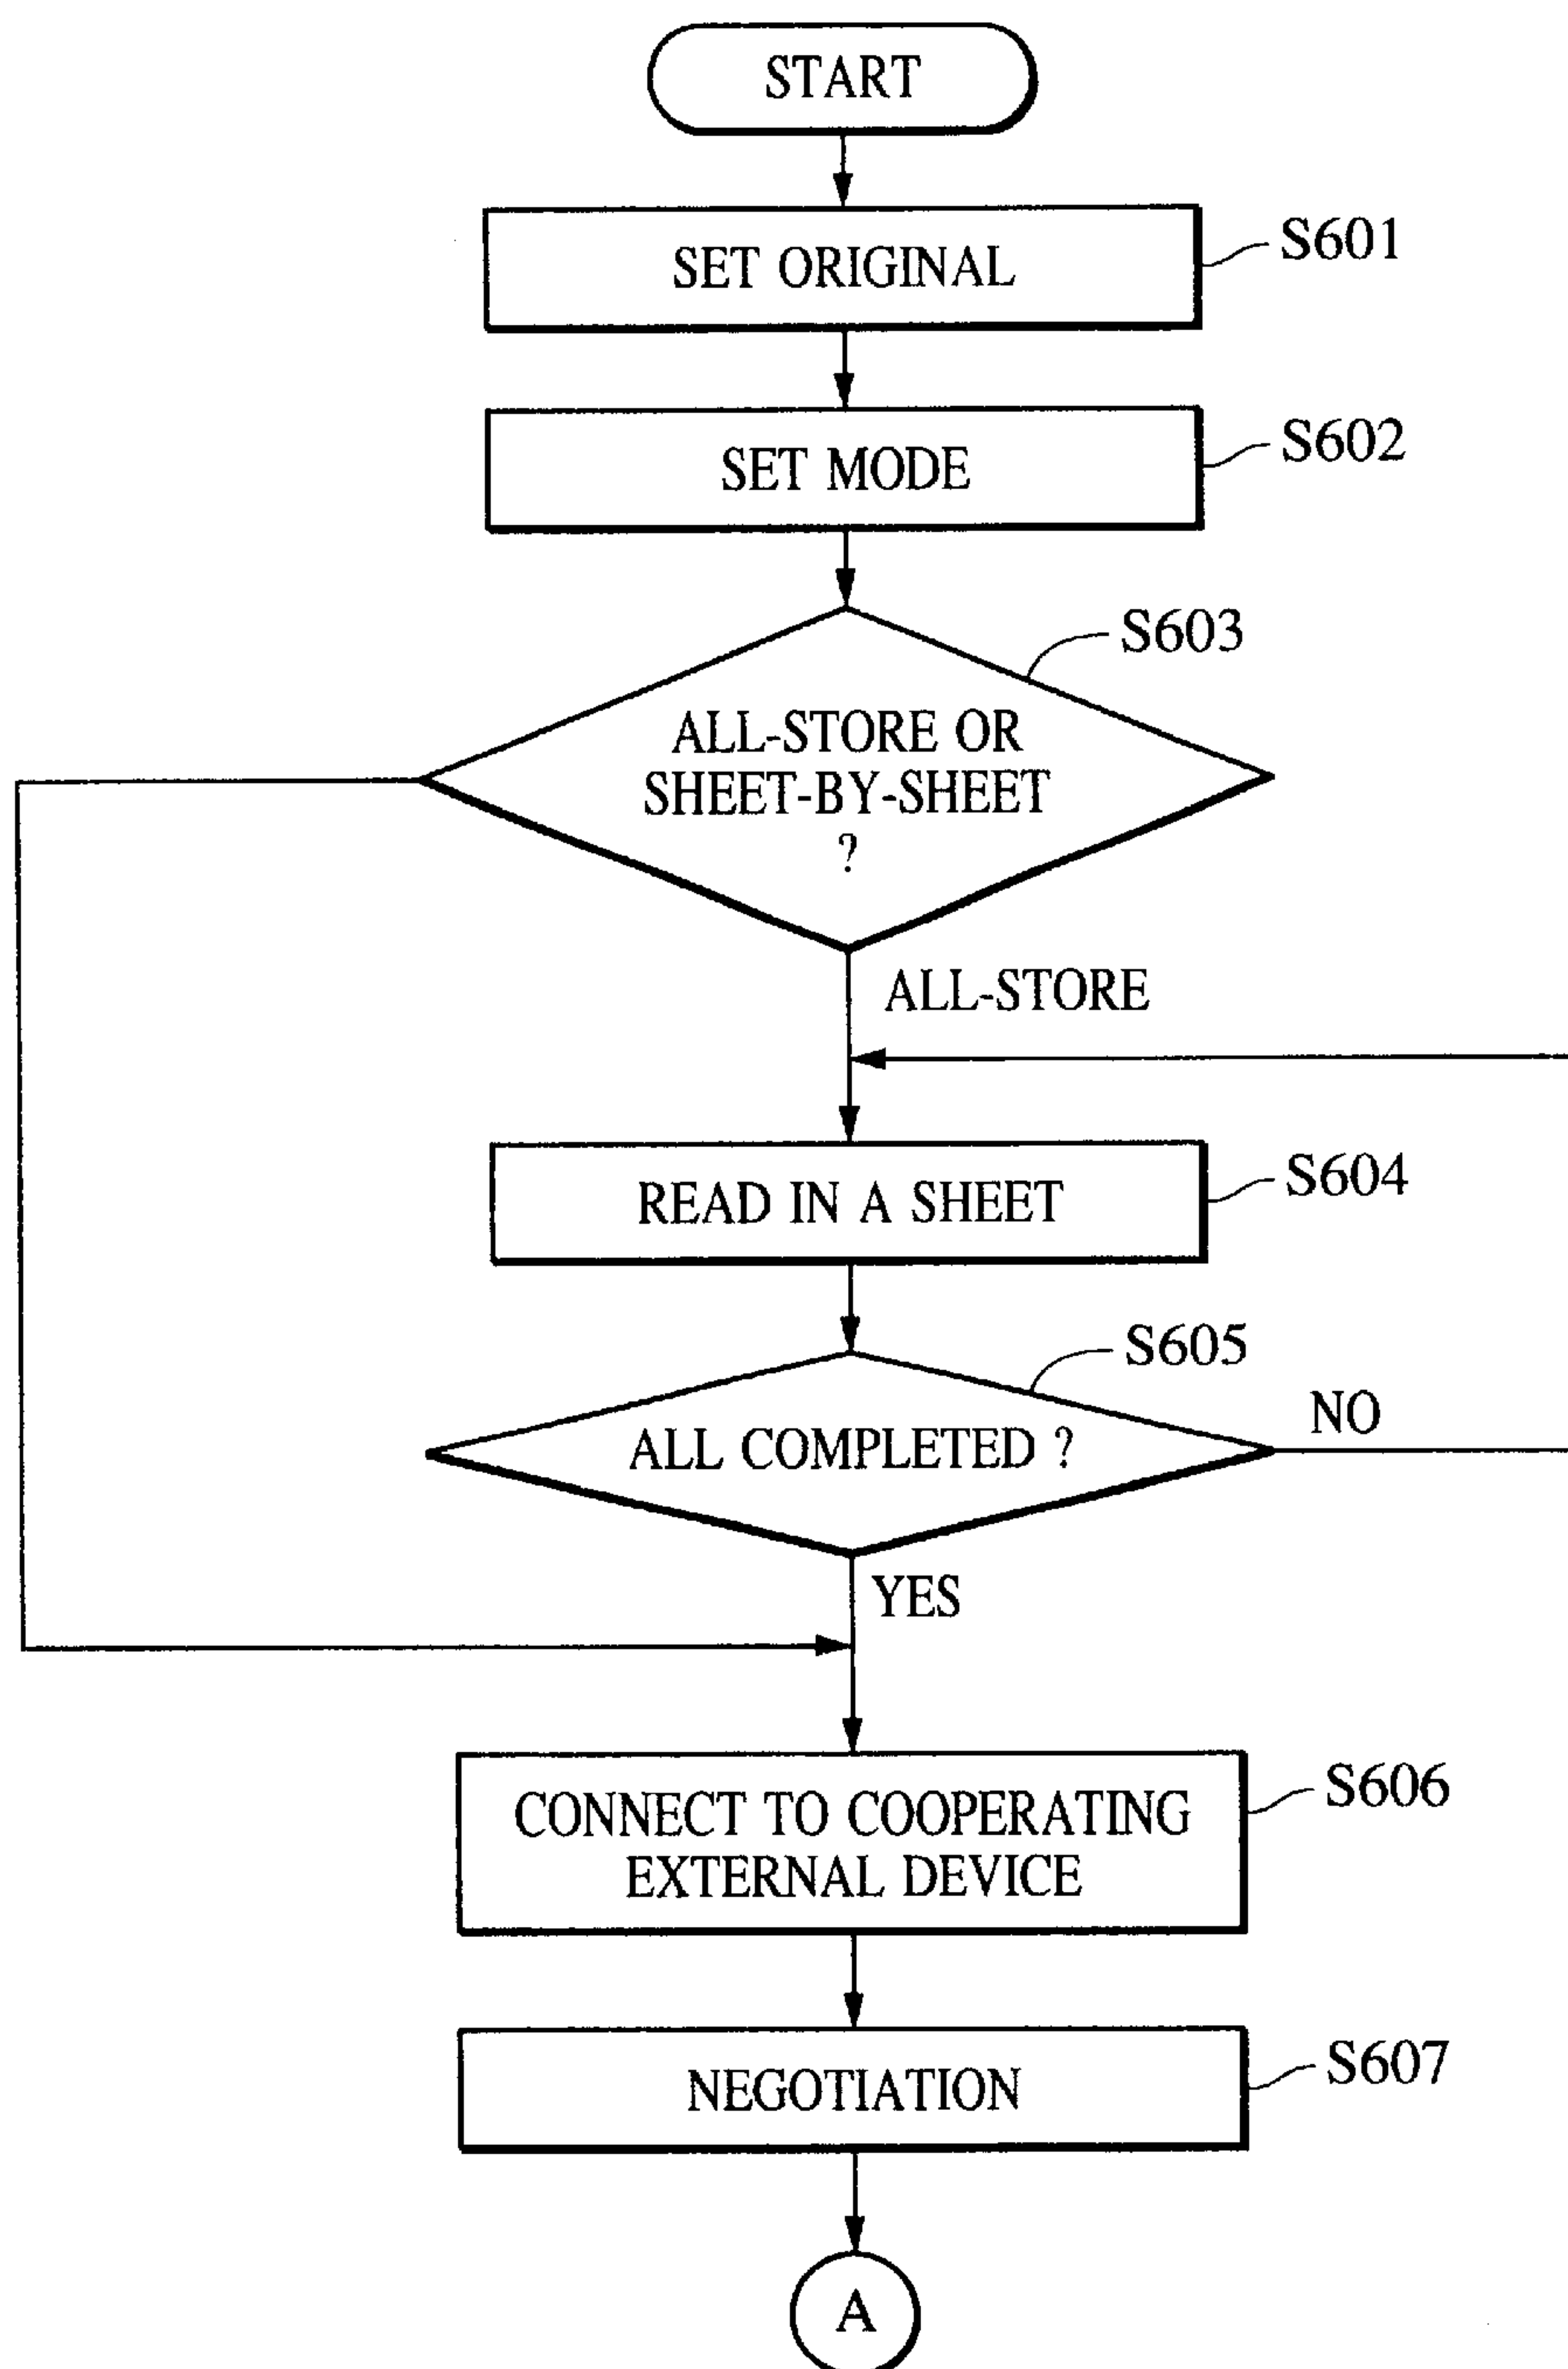 START
SET ORIGINAL
S601
SET MODE
S602
S603
ALL-STORE OR
SHEET-BY-SHEET
?
ALL-STORE
READ IN A SHEET
S604
S605
ALL COMPLETED ?
NO
YES
CONNECT TO COOPERATING
EXTERNAL DEVICE
S606
NEGOTIATION
S607
A